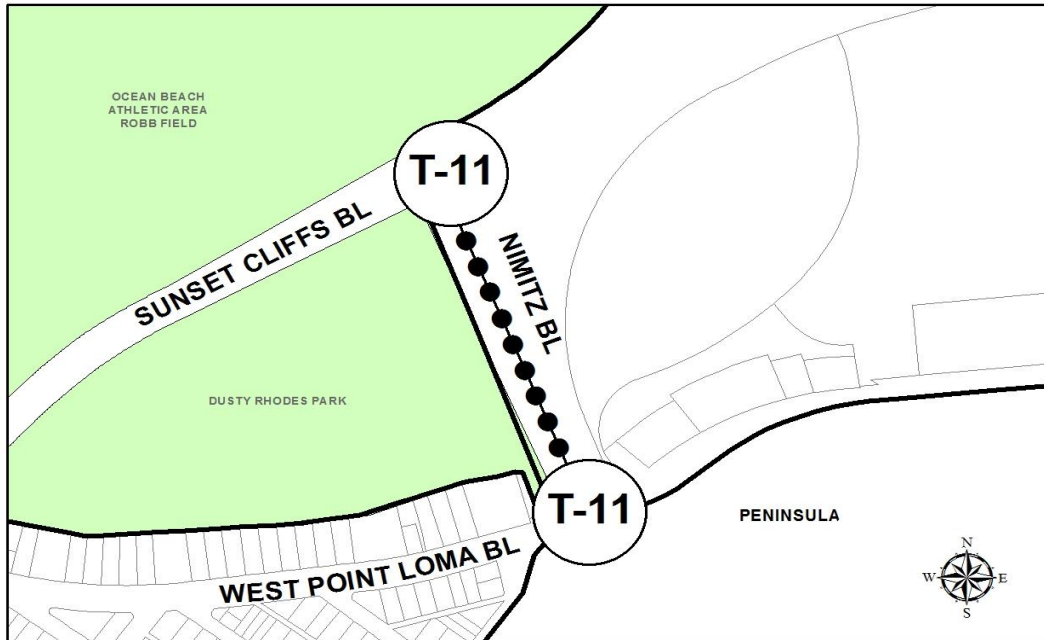 OCEAN BEACH
ATHLETIC AREA
ROBB FIELD
T-11
SUNSET CLIFFS BL
NIMITZ BL
DUSTY RHODES PARK
T-11
PENINSULA
WEST POINT LOMA BL
N
W
E
S